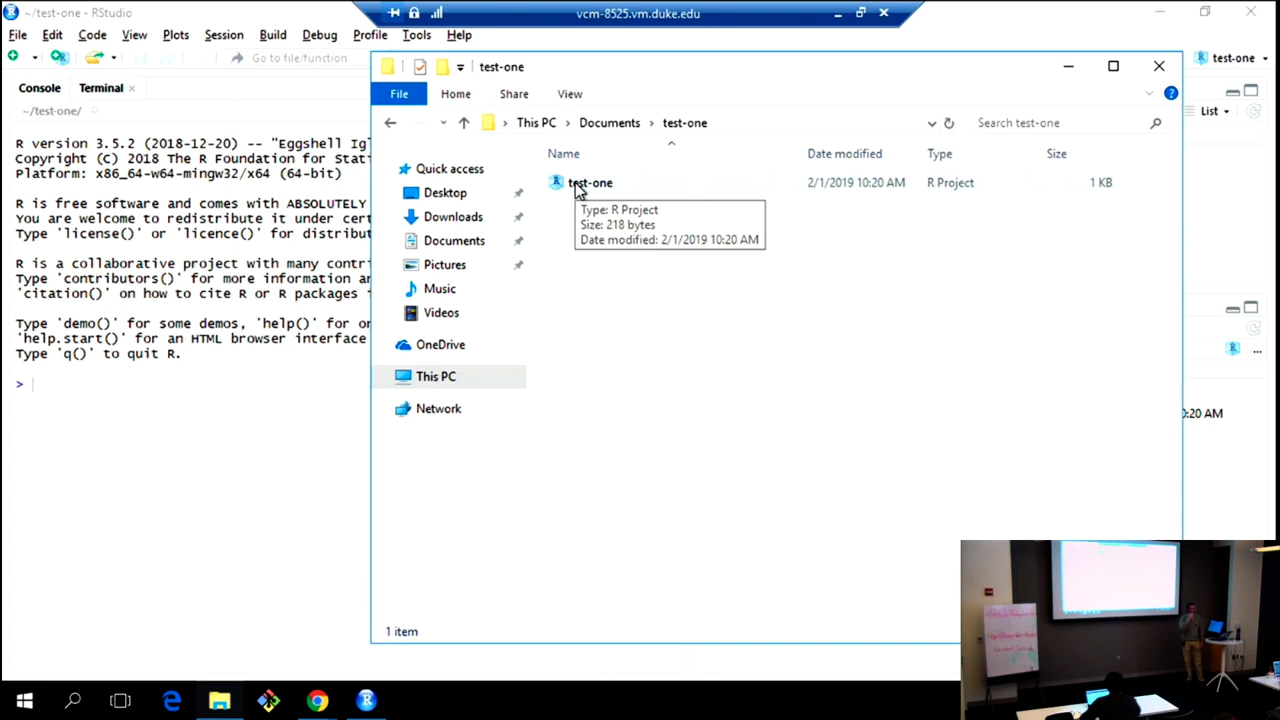 ~/test-one - RStudio
vcm-8525.vm.duke.edu
File Edit Code View Plots Session Build Debug Profile Tools Help
Go to file/function
test-one
Console Terminal
~/test-one/
R version 3.5.2 (2018-12-20) -- "Eggshell Igl
Copyright (C) 2018 The R Foundation for Stat
Platform: x86_64-w64-mingw32/x64 (64-bit)
R is free software and comes with ABSOLUTELY
You are welcome to redistribute it under cert
Type 'license()' or 'licence()' for distribut
R is a collaborative project with many contri
Type 'contributors()' for more information an
'citation()' on how to cite R or R packages i
Type 'demo()' for some demos, 'help()' for on
'help.start()' for an HTML browser interface
Type 'q()' to quit R.
>
test-one
File Home Share View
This PC > Documents > test-one
Search test-one
Name Date modified Type Size
test-one 2/1/2019 10:20 AM R Project 1 KB
Type: R Project
Size: 218 bytes
Date modified: 2/1/2019 10:20 AM
Quick access
Desktop
Downloads
Documents
Pictures
Music
Videos
OneDrive
This PC
Network
1 item
List
0:20 AM